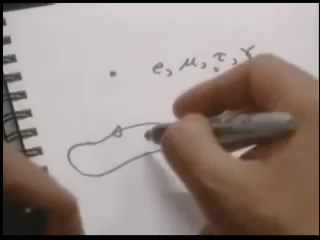 e, μ, τ, γ